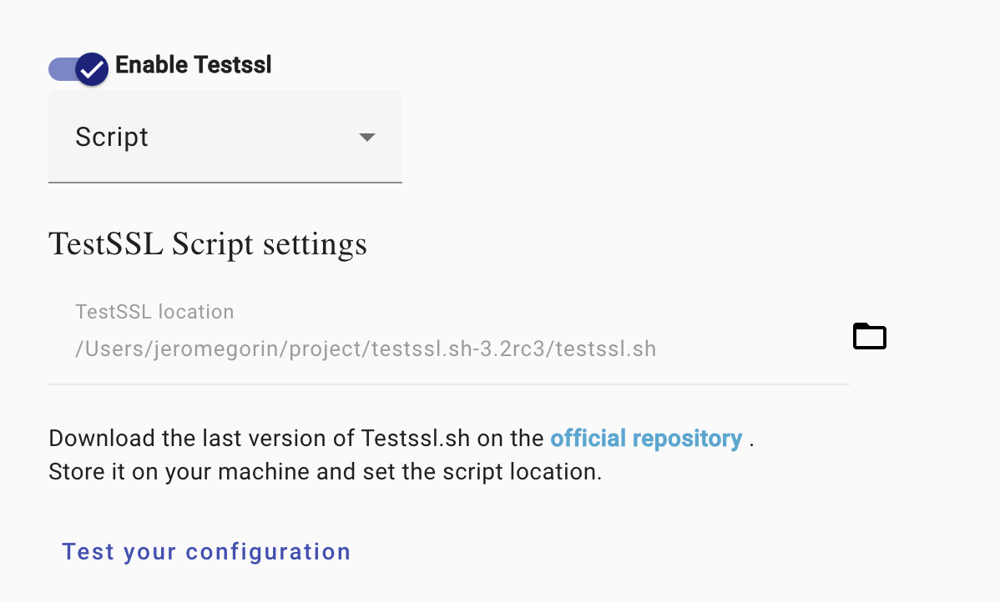 Enable Testssl
Script
TestSSL Script settings
TestSSL location
/Users/jeromegorin/project/testssl.sh-3.2rc3/testssl.sh
Download the last version of Testssl.sh on the official repository .
Store it on your machine and set the script location.
Test your configuration